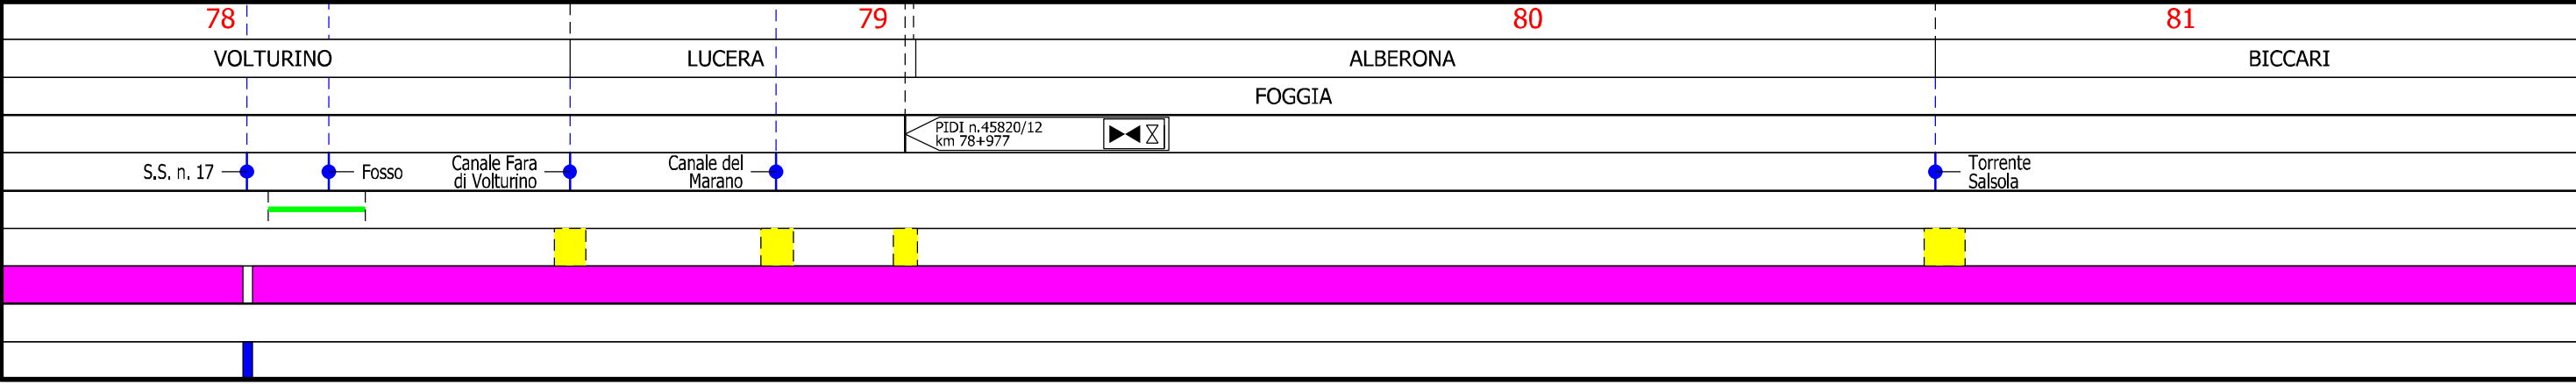 78 79 80 81
VOLTURINO LUCERA ALBERONA BICCARI
FOGGIA
PIDI n.45820/12
km 78+977
S.S. n. 17
Fosso
Canale Fara
di Volturino
Canale del
Marano
Torrente
Salsola